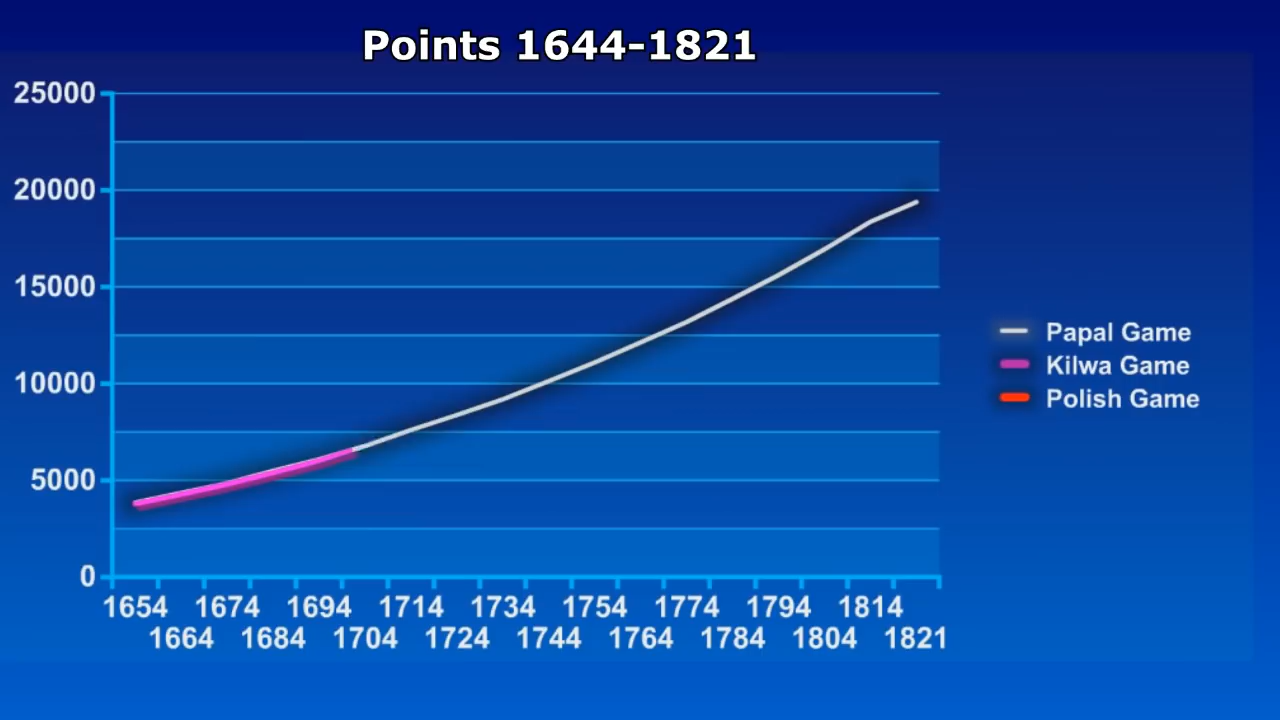 Points 1644-1821
25000
20000
15000
10000
5000
0
1654 1674 1694 1714 1734 1754 1774 1794 1814
1664 1684 1704 1724 1744 1764 1784 1804 1821
Papal Game
Kilwa Game
Polish Game